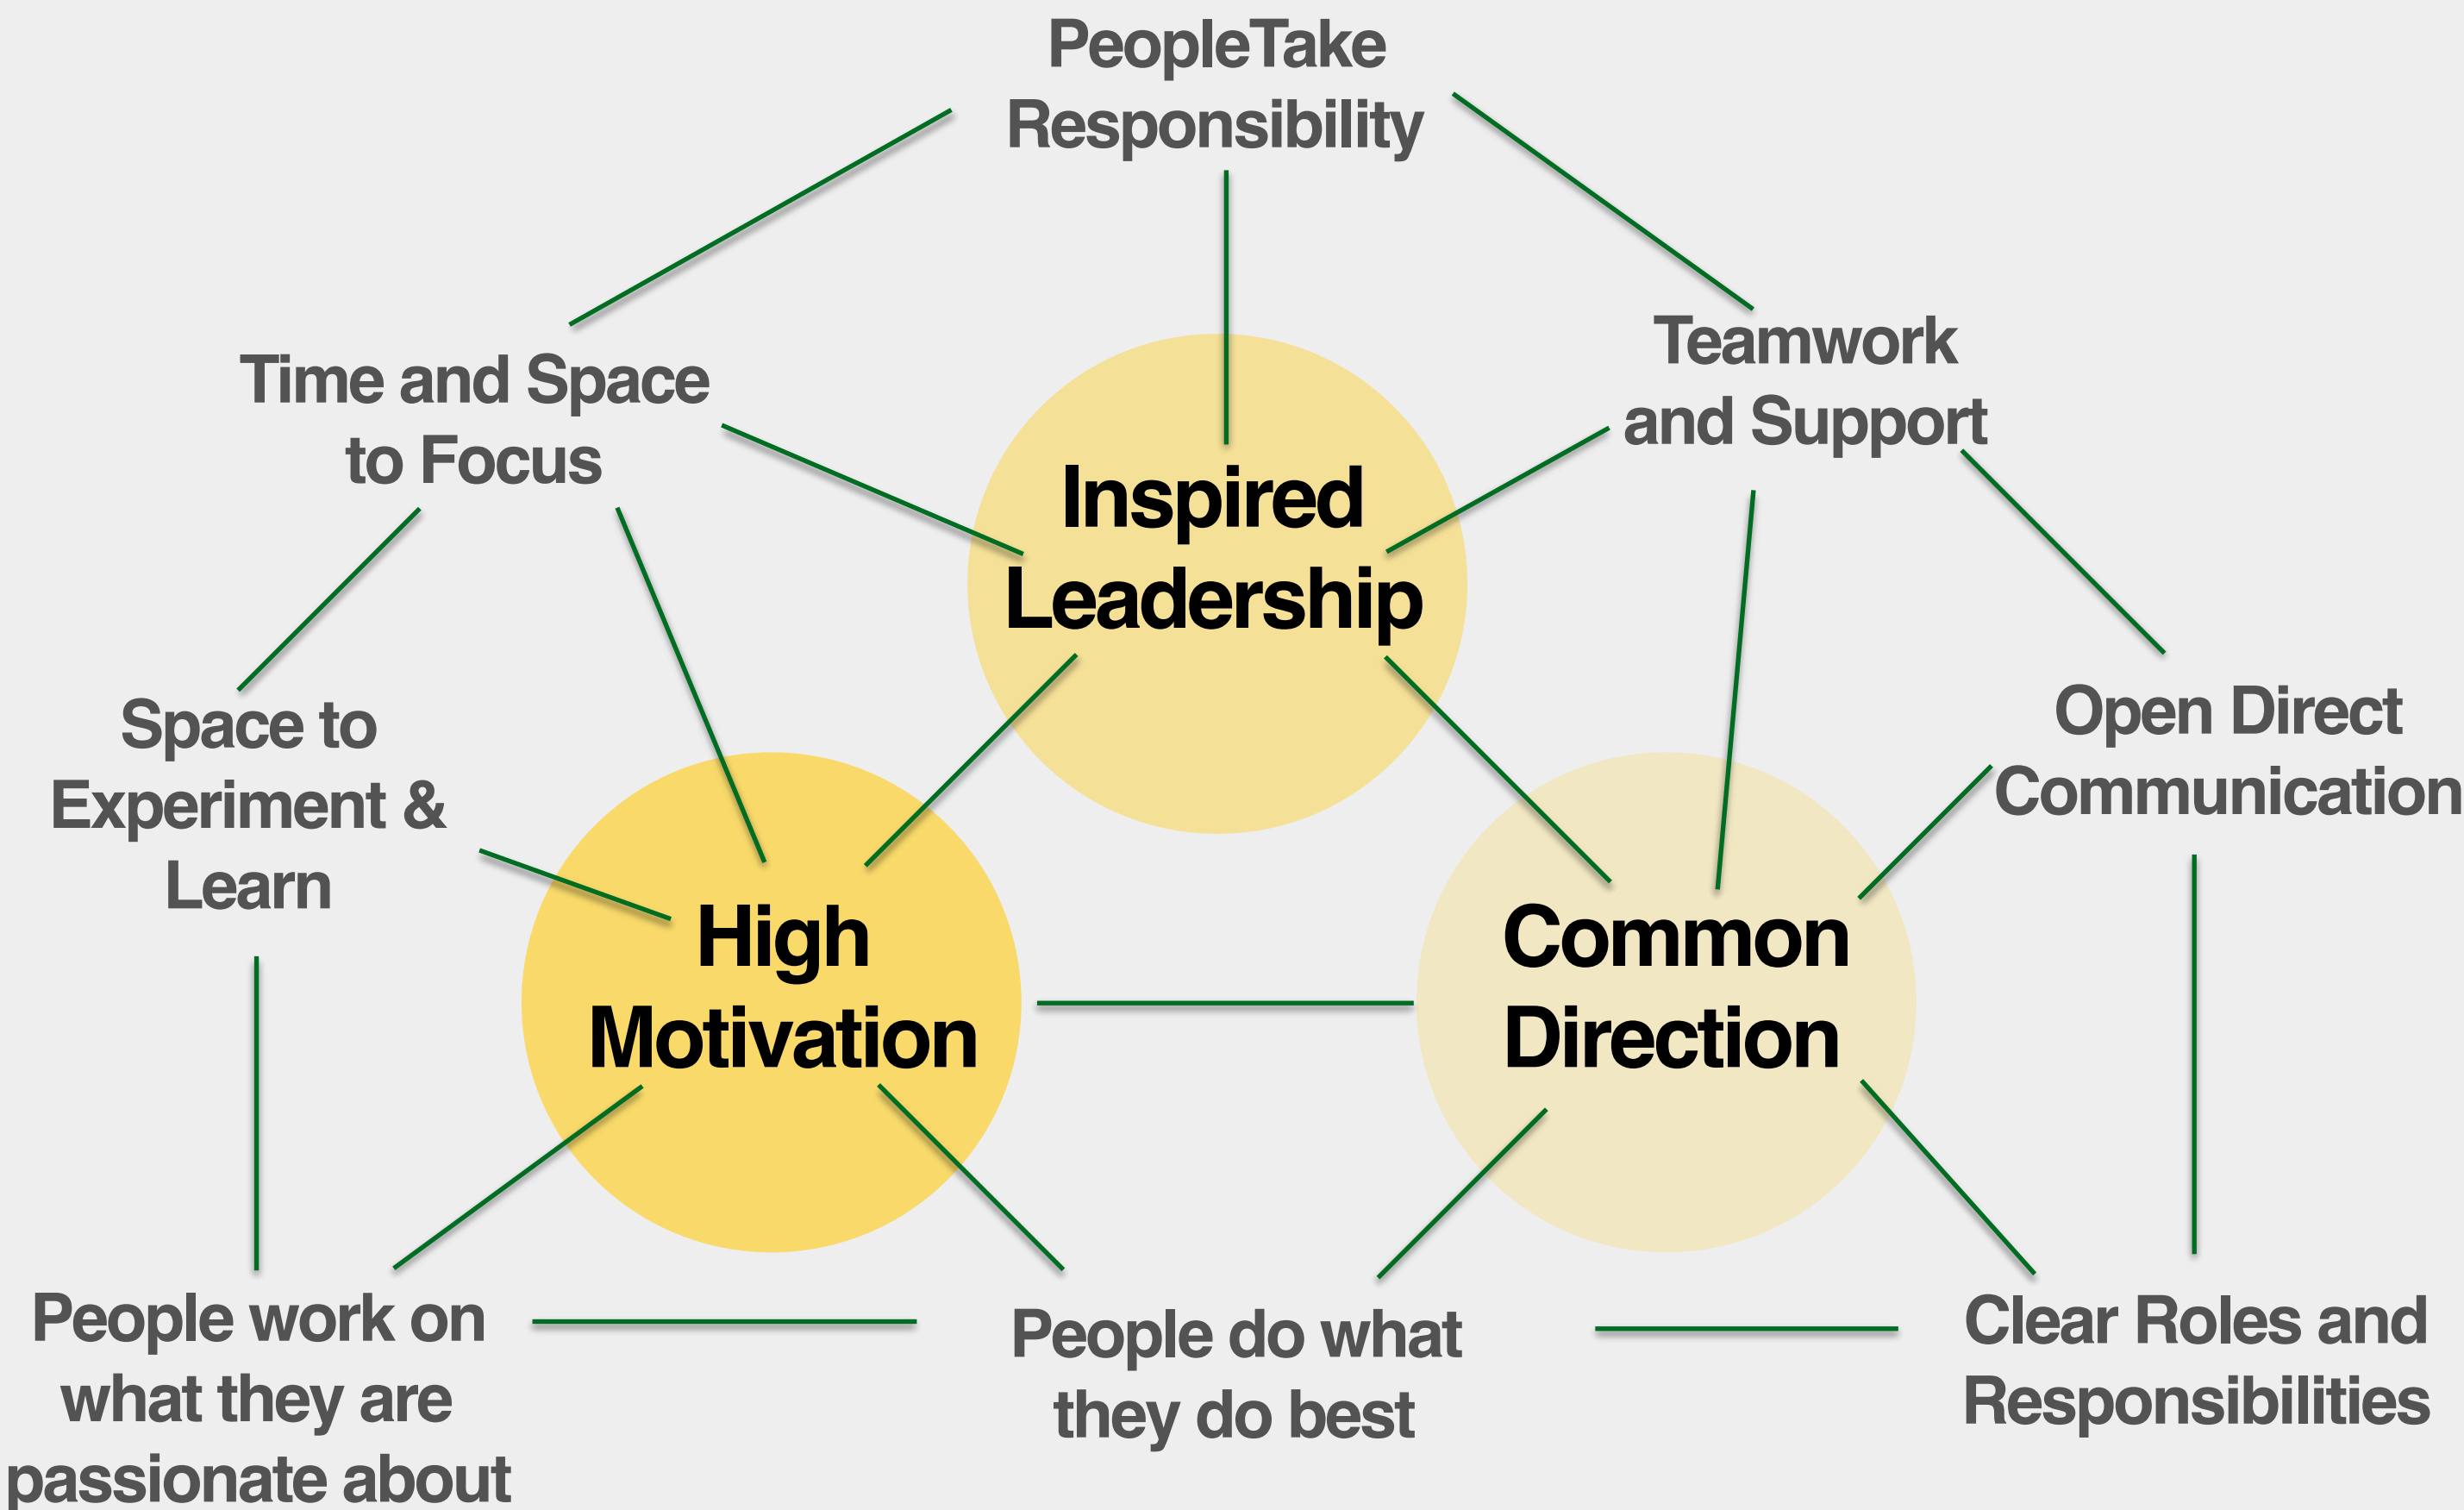 PeopleTake
Responsibility
Time and Space
to Focus
Teamwork
and Support
Inspired
Leadership
Space to
Experiment &
Learn
Open Direct
Communication
High
Motivation
Common
Direction
People work on
what they are
passionate about
People do what
they do best
Clear Roles and
Responsibilities